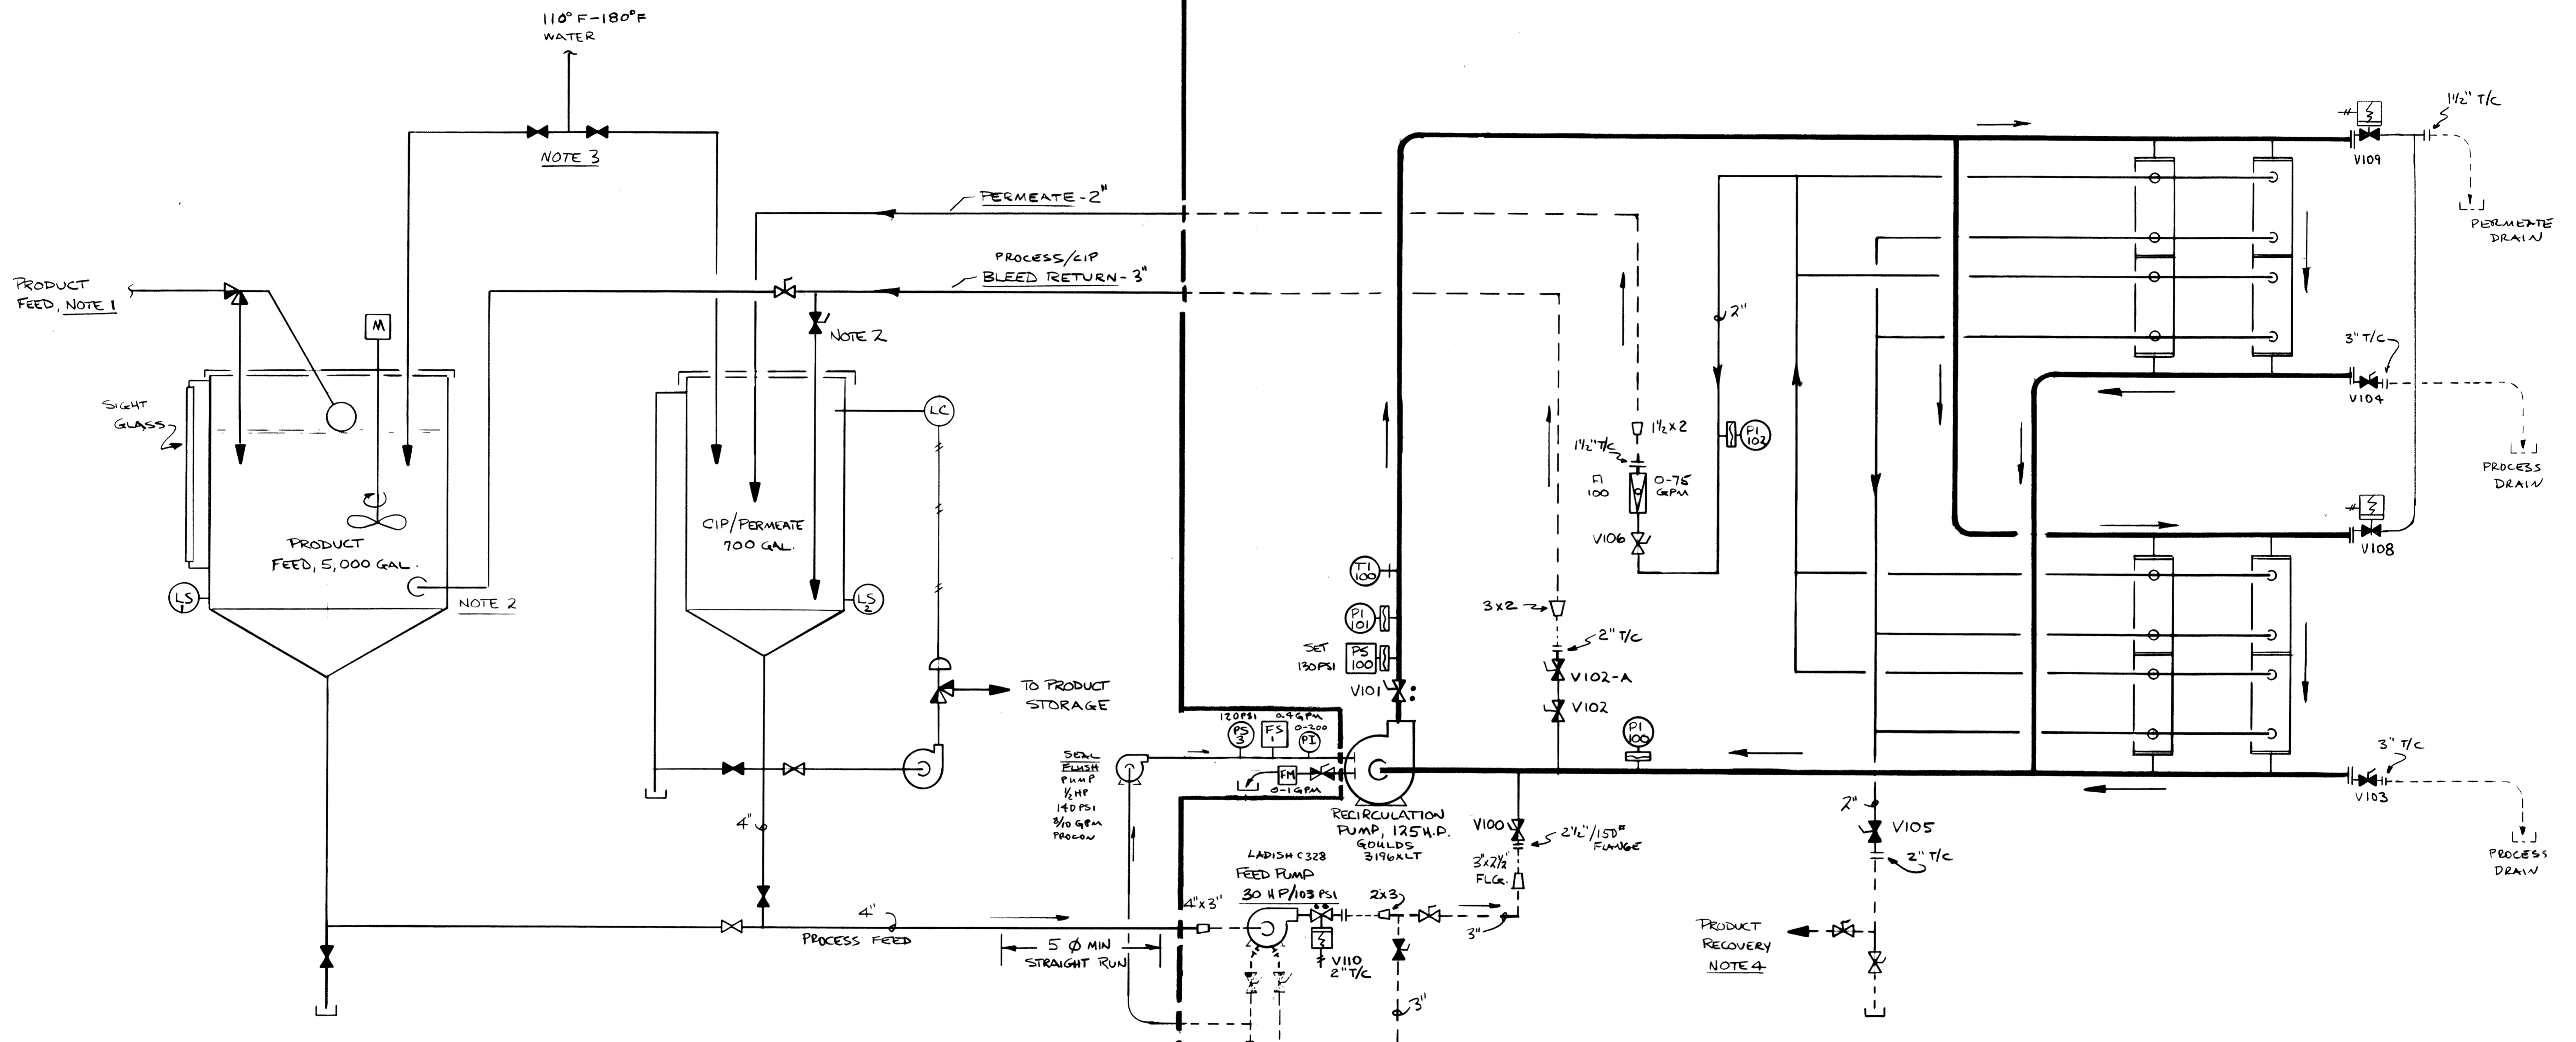 110°F-180°F
WATER
NOTE 3
PERMEATE-2"
PROCESS/CIP
BLEED RETURN-3"
PRODUCT
FEED, NOTE 1
M
NOTE 2
SIGHT
GLASS
LC
CIP/PERMEATE
700 GAL.
PRODUCT
FEED, 5,000 GAL.
LS
1
NOTE 2
LS
2
TO PRODUCT
STORAGE
4"
4"
PROCESS FEED
5 Ø MIN
STRAIGHT RUN
SEAL
FLUSH
PUMP
1/2 HP
140 PSI
8/10 GPM
PROCON
120PSI
PS
3
0.4 GPM
FS
1
0-200
PI
FM
0-1 GPM
RECIRCULATION
PUMP, 125 H.P.
GOULDS
3196XLT
LADISH C328
FEED PUMP
30 HP/103 PSI
4"x3"
V110
2" T/C
2x3
3"
3"
3"x2½"
FLG.
V100
2½"/150#
FLANGE
TI
100
PI
101
SET
130PSI
PS
100
V101
3x2
2" T/C
V102-A
V102
PI
100
1½x2
1½" T/C
FI
100
0-75
GPM
V106
2"
PI
102
V109
1½" T/C
PERMEATE
DRAIN
3" T/C
V104
PROCESS
DRAIN
V108
3" T/C
V103
PROCESS
DRAIN
2"
V105
2" T/C
PRODUCT
RECOVERY
NOTE 4